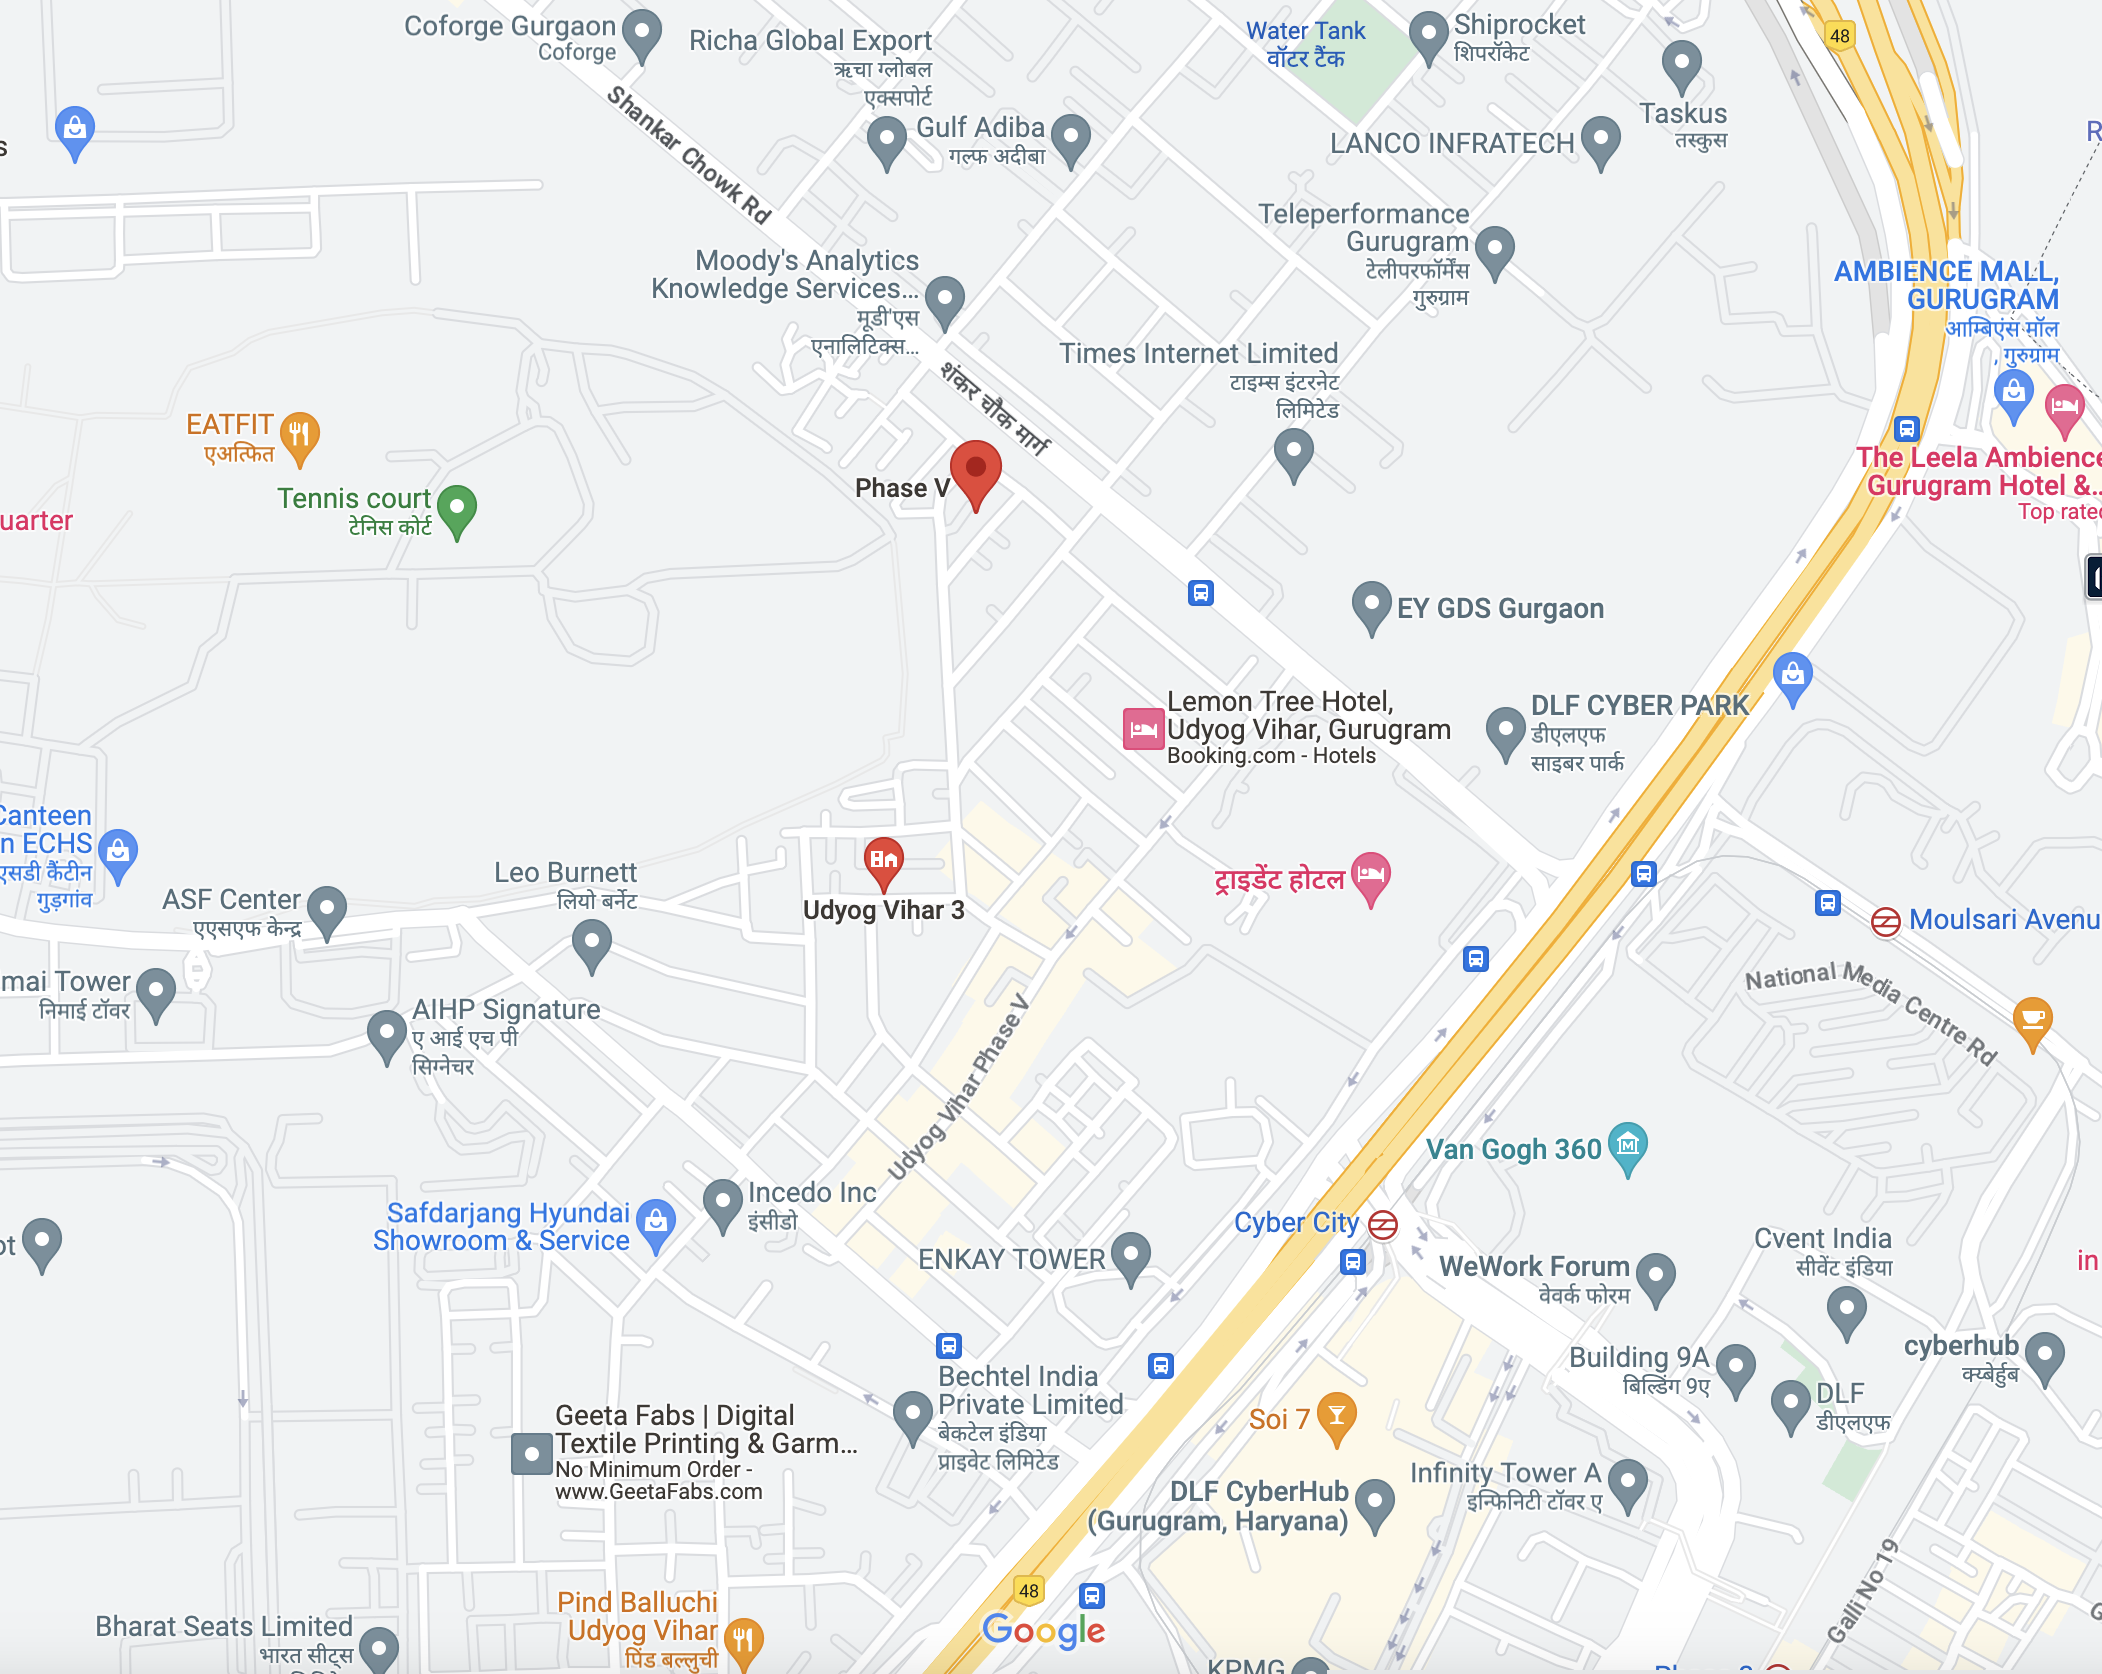 Coforge Gurgaon
Coforge
Richa Global Export
ऋचा ग्लोबल
एक्सपोर्ट
Water Tank
वॉटर टैंक
Shiprocket
शिपरॉकेट
48
Taskus
तस्कुस
Shankar Chowk Rd
Gulf Adiba
गल्फ अदीबा
LANCO INFRATECH
R
s
Teleperformance
Gurugram
टेलीपरफॉर्मेंस
गुरुग्राम
Moody's Analytics
Knowledge Services...
मूडी'एस
एनालिटिक्स...
AMBIENCE MALL,
GURUGRAM
आम्बिएंस मॉल
, गुरुग्राम
Times Internet Limited
टाइम्स इंटरनेट
लिमिटेड
शंकर चौक मार्ग
EATFIT
एअत्फित
Phase V
The Leela Ambience
Gurugram Hotel &...
Top rated
Tennis court
टेनिस कोर्ट
uarter
EY GDS Gurgaon
Lemon Tree Hotel,
Udyog Vihar, Gurugram
Booking.com - Hotels
DLF CYBER PARK
डीएलएफ
साइबर पार्क
Canteen
n ECHS
एसडी कैंटीन
गुड़गांव
Leo Burnett
लियो बर्नेट
ASF Center
एएसएफ केन्द्र
Udyog Vihar 3
ट्राइडेंट होटल
Moulsari Avenu
mai Tower
निमाई टॉवर
AIHP Signature
ए आई एच पी
सिग्नेचर
National Media Centre Rd
Udyog Vihar Phase V
Van Gogh 360
Incedo Inc
इंसीडो
Safdarjang Hyundai
Showroom & Service
Cyber City
ot
ENKAY TOWER
WeWork Forum
वेवर्क फोरम
Cvent India
सीवेंट इंडिया
in
cyberhub
क्य्बेर्हुब
Building 9A
बिल्डिंग 9ए
DLF
डीएलएफ
Bechtel India
Private Limited
बेकटेल इंडिया
प्राइवेट लिमिटेड
Geeta Fabs | Digital
Textile Printing & Garm...
No Minimum Order -
www.GeetaFabs.com
Soi 7
Infinity Tower A
इन्फिनिटी टॉवर ए
DLF CyberHub
(Gurugram, Haryana)
Galli No 19
48
Pind Balluchi
Udyog Vihar
पिंड बल्लुची
Google
Bharat Seats Limited
भारत सीट्स
KPMG